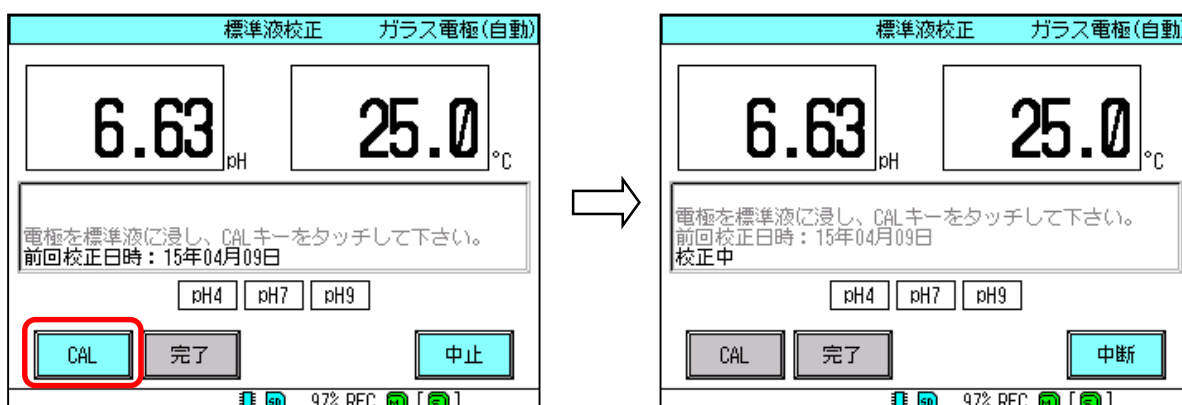 標準液校正 ガラス電極(自動)
6.63 pH 25.0 °C
電極を標準液に浸し、CALキーをタッチして下さい。
前回校正日時：15年04月09日
pH4 pH7 pH9
CAL 完了 中止
SD 97% REC M [E]
標準液校正 ガラス電極(自動)
6.63 pH 25.0 °C
電極を標準液に浸し、CALキーをタッチして下さい。
前回校正日時：15年04月09日
校正中
pH4 pH7 pH9
CAL 完了 中断
SD 97% REC M [E]